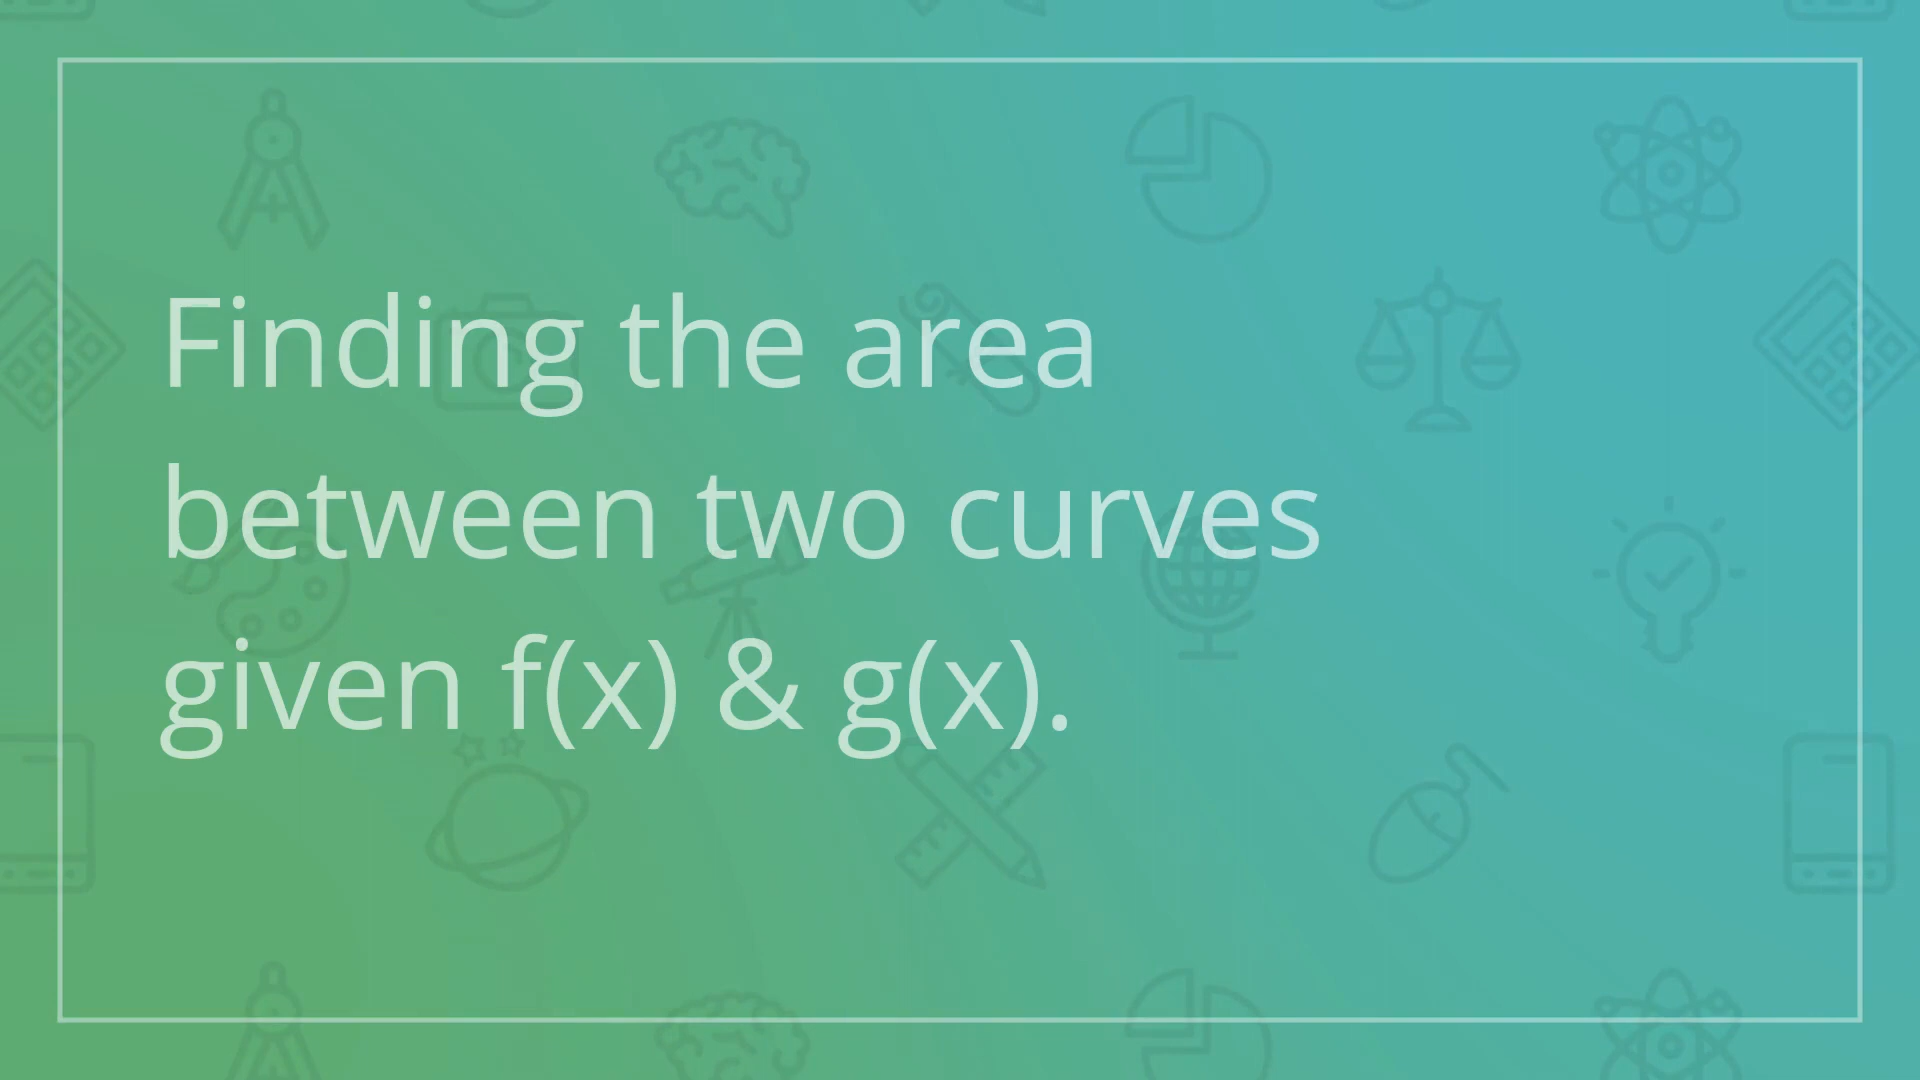 Finding the area
between two curves
given f(x) & g(x).